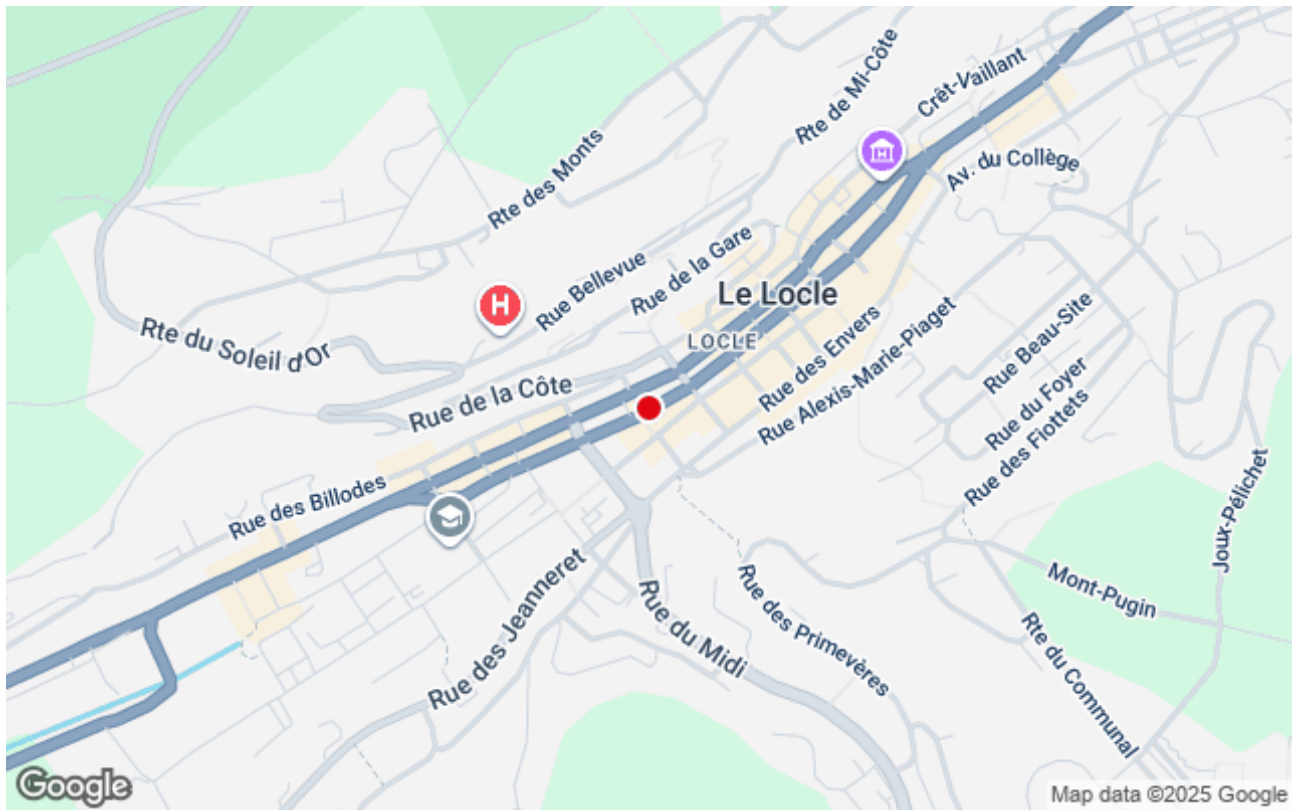 Crêt-Vaillant
Rte de Mi-Côte
Rte des Monts
Av. du Collège
Rue de la Gare
Rue Bellevue
H
Le Locle
LOCLE
Rte du Soleil d'Or
Rue de la Côte
Rue des Envers
Rue Alexis-Marie-Piaget
Rue Beau-Site
Rue du Foyer
Rue des Fiottets
Rue des Billodes
Joux-Pélichet
Mont-Pugin
Rue des Jeanneret
Rue du Midi
Rue des Primevères
Rte du Communal
Google
Map data ©2025 Google